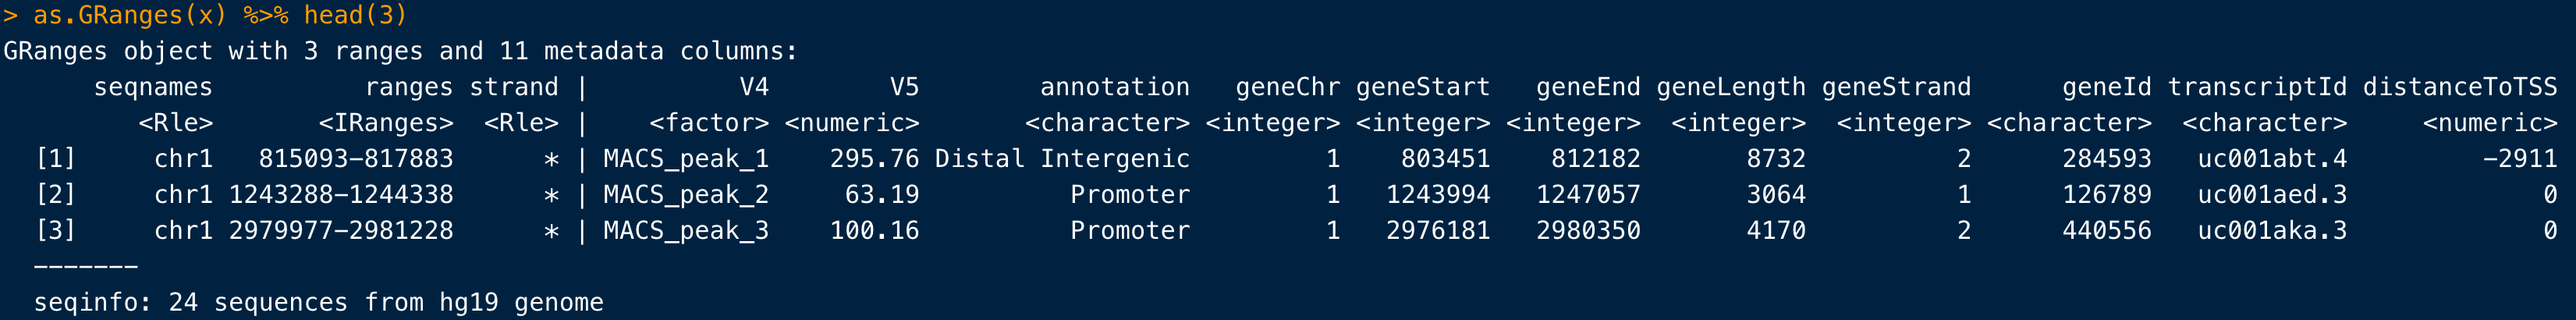 > as.GRanges(x) %>% head(3)
GRanges object with 3 ranges and 11 metadata columns:
      seqnames          ranges strand |          V4        V5        annotation   geneChr geneStart   geneEnd geneLength geneStrand      geneId transcriptId distanceToTSS
         <Rle>       <IRanges>  <Rle> |    <factor> <numeric>       <character> <integer> <integer> <integer>  <integer>  <integer> <character>  <character>     <numeric>
  [1]     chr1   815093-817883      * | MACS_peak_1    295.76 Distal Intergenic         1    803451    812182       8732          2      284593   uc001abt.4         -2911
  [2]     chr1 1243288-1244338      * | MACS_peak_2     63.19          Promoter         1   1243994   1247057       3064          1      126789   uc001aed.3             0
  [3]     chr1 2979977-2981228      * | MACS_peak_3    100.16          Promoter         1   2976181   2980350       4170          2      440556   uc001aka.3             0
  -------
  seqinfo: 24 sequences from hg19 genome